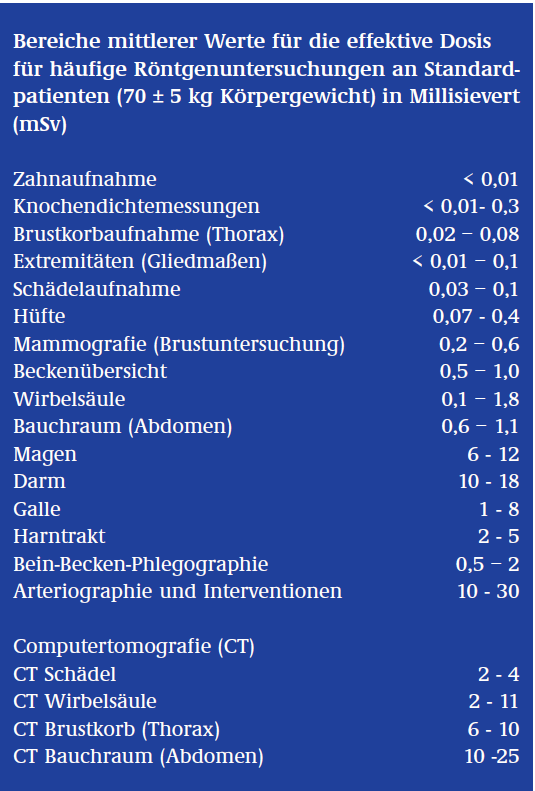 Bereiche mittlerer Werte für die effektive Dosis
für häufige Röntgenuntersuchungen an Standard-
patienten (70 ± 5 kg Körpergewicht) in Millisievert
(mSv)
Zahnaufnahme < 0,01
Knochendichtemessungen < 0,01- 0,3
Brustkorbaufnahme (Thorax) 0,02 – 0,08
Extremitäten (Gliedmaßen) < 0,01 – 0,1
Schädelaufnahme 0,03 – 0,1
Hüfte 0,07 - 0,4
Mammografie (Brustuntersuchung) 0,2 – 0,6
Beckenübersicht 0,5 – 1,0
Wirbelsäule 0,1 – 1,8
Bauchraum (Abdomen) 0,6 – 1,1
Magen 6 - 12
Darm 10 - 18
Galle 1 - 8
Harntrakt 2 - 5
Bein-Becken-Phlegographie 0,5 – 2
Arteriographie und Interventionen 10 - 30
Computertomografie (CT)
CT Schädel 2 - 4
CT Wirbelsäule 2 - 11
CT Brustkorb (Thorax) 6 - 10
CT Bauchraum (Abdomen) 10 -25